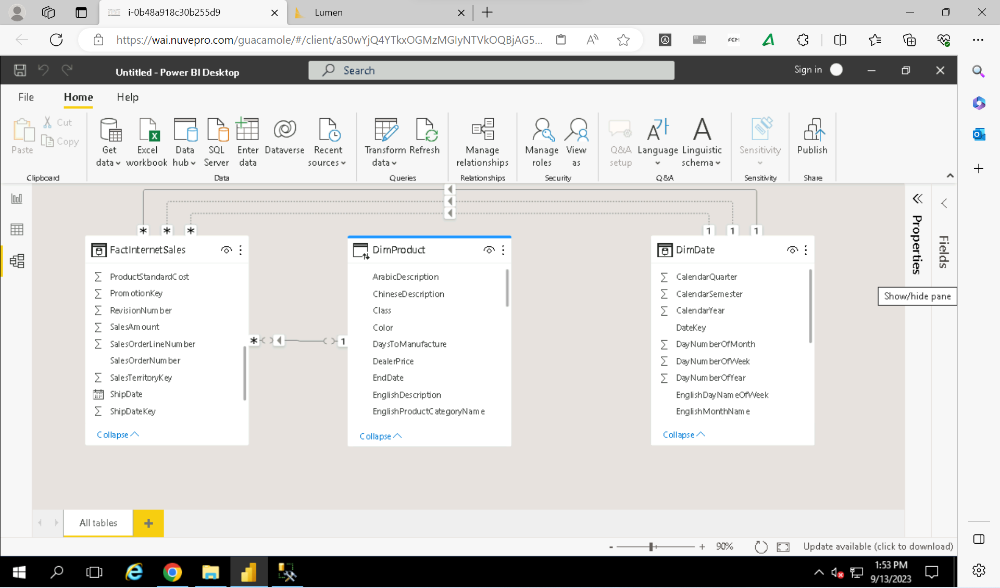 i-0b48a918c30b255d9
Lumen
https://wai.nuvepro.com/guacamole/#/client/aS0wYjQ4YTkxOGMzMGIyNTVkOQBjAG5...
FCM
Untitled - Power BI Desktop
Search
Sign in
File
Home
Help
Paste
Cut
Copy
Clipboard
Get data
Excel workbook
Data hub
SQL Server
Enter data
Dataverse
Recent sources
Data
Transform data
Refresh
Queries
Manage relationships
Relationships
Manage roles
View as
Security
Q&A setup
Language
Linguistic schema
Q&A
Sensitivity
Sensitivity
Publish
Share
* * *
1 1 1
FactInternetSales
ProductStandardCost
PromotionKey
RevisionNumber
SalesAmount
SalesOrderLineNumber
SalesOrderNumber
SalesTerritoryKey
ShipDate
ShipDateKey
Collapse
* 1
DimProduct
ArabicDescription
ChineseDescription
Class
Color
DaysToManufacture
DealerPrice
EndDate
EnglishDescription
EnglishProductCategoryName
Collapse
DimDate
CalendarQuarter
CalendarSemester
CalendarYear
DateKey
DayNumberOfMonth
DayNumberOfWeek
DayNumberOfYear
EnglishDayNameOfWeek
EnglishMonthName
Collapse
Properties
Fields
Show/hide pane
All tables
+
- + 90%
Update available (click to download)
1:53 PM
9/13/2023